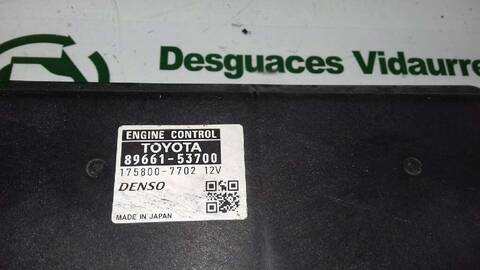 Desguaces Vidaurre
ENGINE CONTROL
TOYOTA
89661-53700
175800-7702 12V
DENSO
MADE IN JAPAN